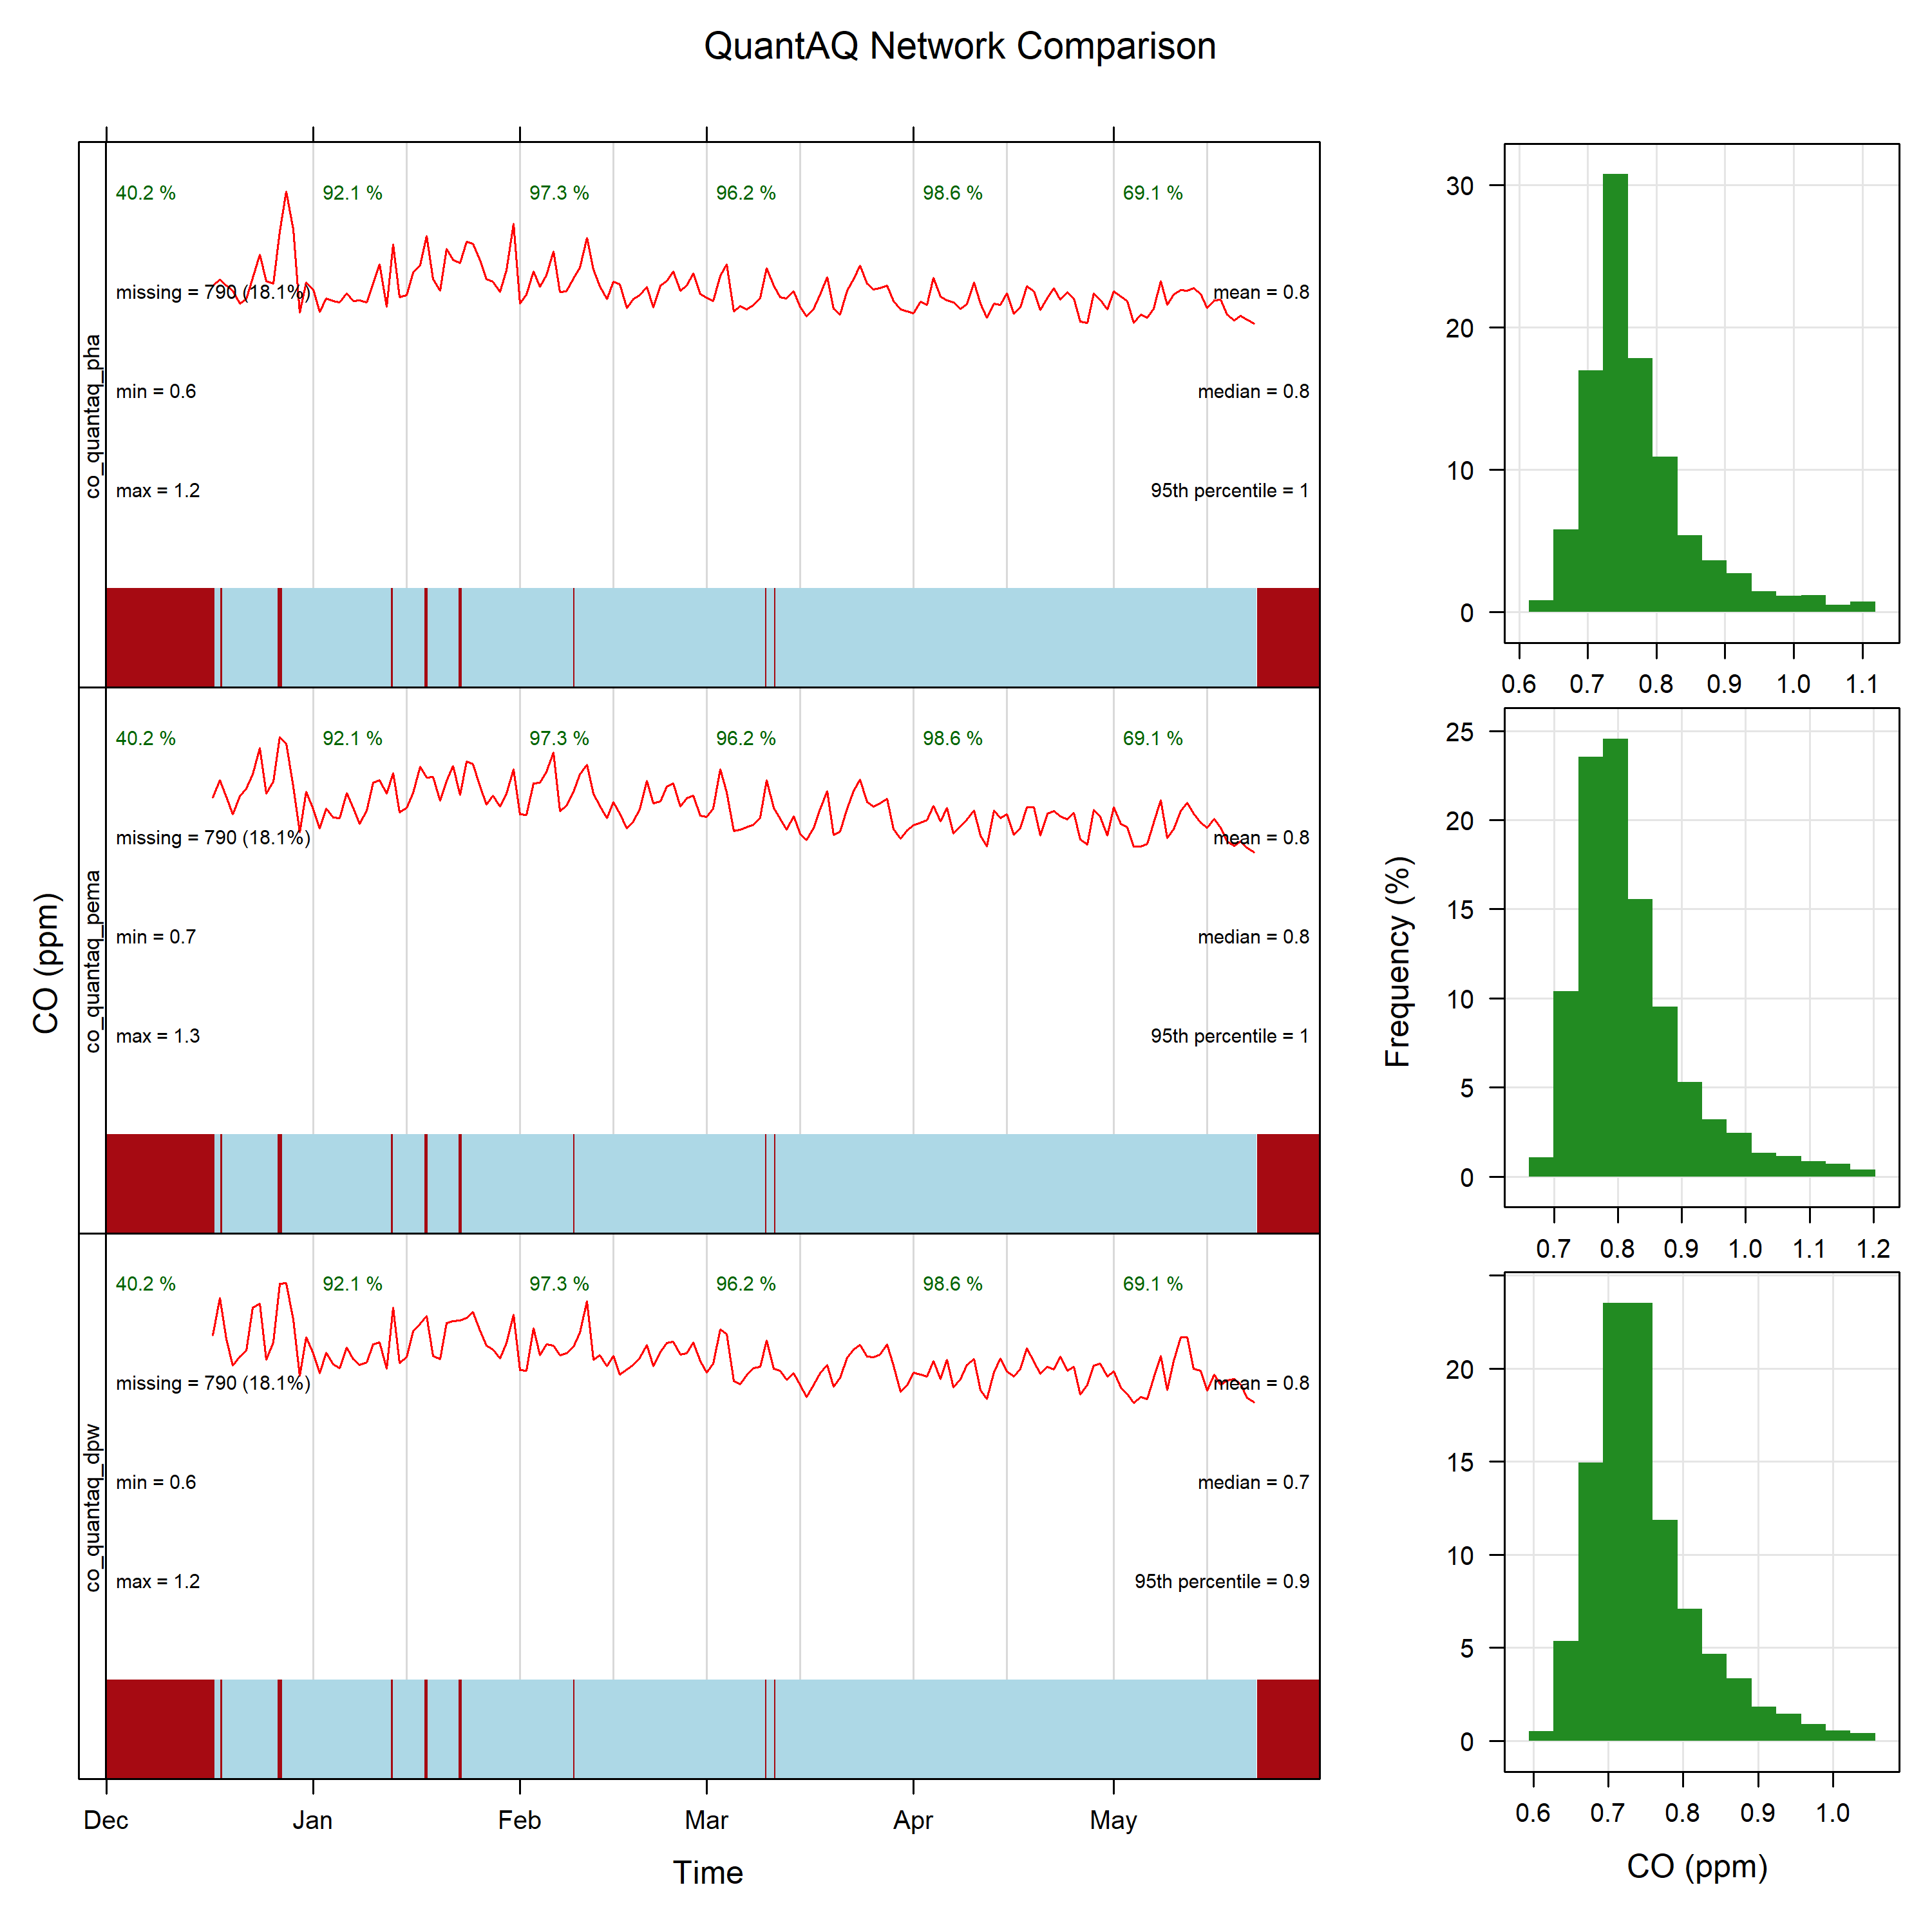 QuantAQ Network Comparison
co_quantaq_pha
40.2 %
92.1 %
97.3 %
96.2 %
98.6 %
69.1 %
missing = 790 (18.1%)
mean = 0.8
min = 0.6
median = 0.8
max = 1.2
95th percentile = 1
co_quantaq_pema
40.2 %
92.1 %
97.3 %
96.2 %
98.6 %
69.1 %
missing = 790 (18.1%)
mean = 0.8
min = 0.7
median = 0.8
max = 1.3
95th percentile = 1
co_quantaq_dpw
40.2 %
92.1 %
97.3 %
96.2 %
98.6 %
69.1 %
missing = 790 (18.1%)
mean = 0.8
min = 0.6
median = 0.7
max = 1.2
95th percentile = 0.9
CO (ppm)
Dec Jan Feb Mar Apr May
Time
Frequency (%)
30
20
10
0
0.6 0.7 0.8 0.9 1.0 1.1
25
20
15
10
5
0
0.7 0.8 0.9 1.0 1.1 1.2
20
15
10
5
0
0.6 0.7 0.8 0.9 1.0
CO (ppm)